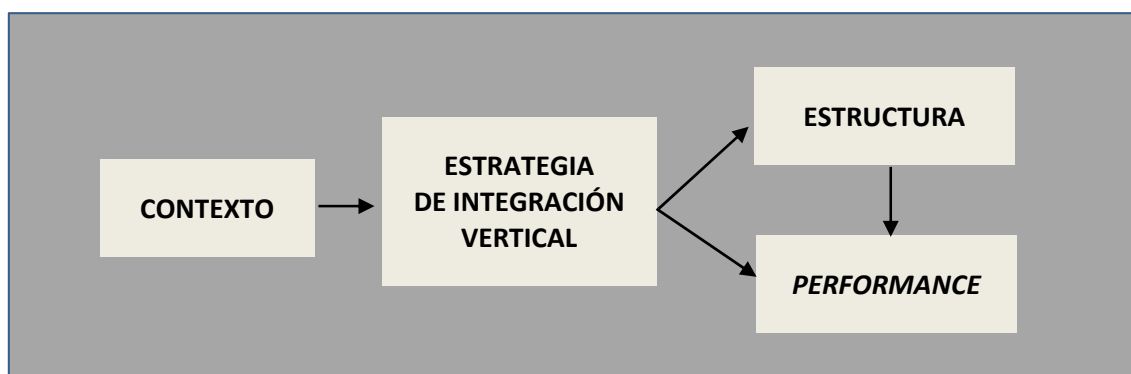 CONTEXTO
ESTRATEGIA
DE INTEGRACIÓN
VERTICAL
ESTRUCTURA
PERFORMANCE